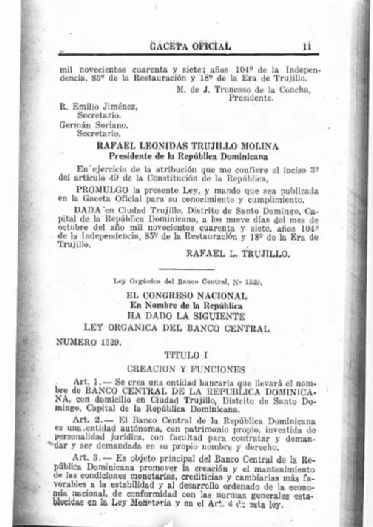 GACETA OFICIAL 11
mil novecientos cuarenta y siete; años 104º de la Indepen-
dencia, 85º de la Restauración y 18º de la Era de Trujillo.
M. de J. Troncoso de la Concha,
Presidente.
R. Emilio Jiménez,
Secretario.
Germán Soriano,
Secretario.
RAFAEL LEONIDAS TRUJILLO MOLINA
Presidente de la República Dominicana
En ejercicio de la atribución que me confiere el inciso 3º
del artículo 49 de la Constitución de la República,
PROMULGO la presente Ley, y mando que sea publicada
en la Gaceta Oficial para su conocimiento y cumplimiento.
DADA en Ciudad Trujillo, Distrito de Santo Domingo, Ca-
pital de la República Dominicana, a los nueve días del mes de
octubre del año mil novecientos cuarenta y siete, años 104º
de la Independencia, 85º de la Restauración y 18º de la Era de
Trujillo.
RAFAEL L. TRUJILLO.
Ley Orgánica del Banco Central, Nº 1529.
EL CONGRESO NACIONAL
En Nombre de la República
HA DADO LA SIGUIENTE
LEY ORGANICA DEL BANCO CENTRAL
NUMERO 1529.
TITULO I
CREACION Y FUNCIONES
Art. 1.— Se crea una entidad bancaria que llevará el nom-
bre de BANCO CENTRAL DE LA REPUBLICA DOMINICA-
NA, con domicilio en Ciudad Trujillo, Distrito de Santo Do-
mingo, Capital de la República Dominicana.
Art. 2.— El Banco Central de la República Dominicana
es una entidad autónoma, con patrimonio propio, investida de
personalidad jurídica, con facultad para contratar y deman-
dar y ser demandada en su propio nombre y derecho.
Art. 3.— Es objeto principal del Banco Central de la Re-
pública Dominicana promover la creación y el mantenimiento
de las condiciones monetarias, crediticias y cambiarias más fa-
vorables a la estabilidad y al desarrollo ordenado de la econo-
mía nacional, de conformidad con las normas generales esta-
blecidas en la Ley Monetaria y en el Art. 4 de esta ley.